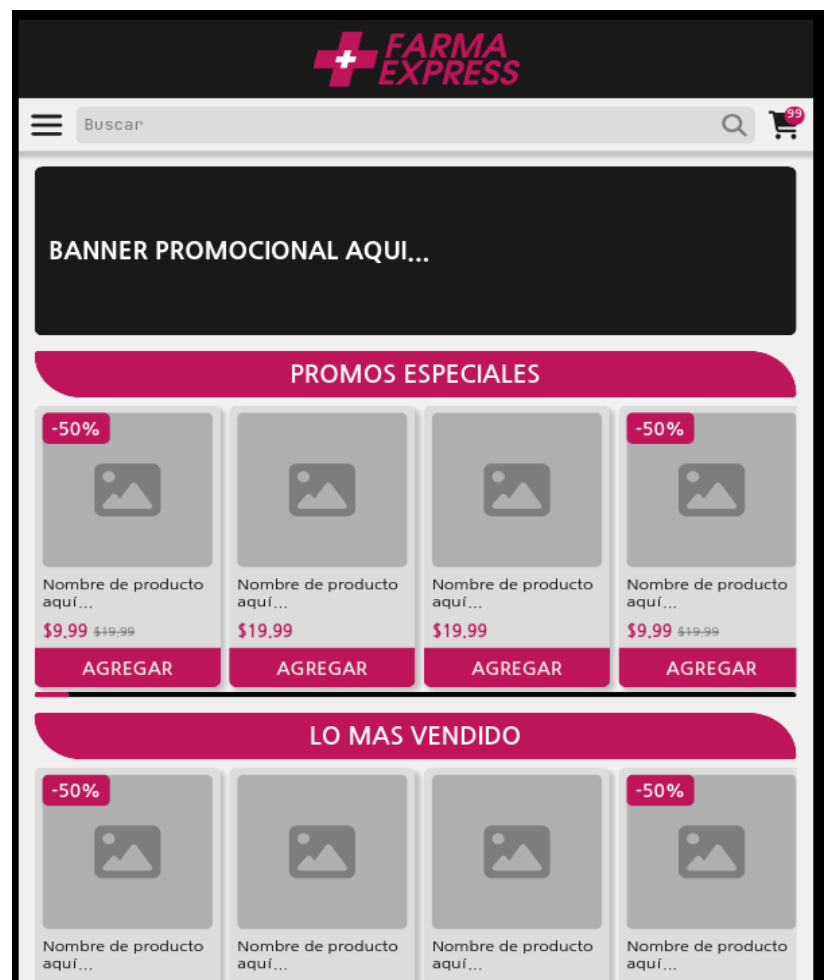 FARMA
EXPRESS
Buscar
99
BANNER PROMOCIONAL AQUI...
PROMOS ESPECIALES
-50%
-50%
Nombre de producto Nombre de producto Nombre de producto Nombre de producto
aquí... aquí... aquí... aquí...
$9,99 $19,99 $19,99 $19,99 $9,99 $19,99
AGREGAR AGREGAR AGREGAR AGREGAR
LO MAS VENDIDO
-50%
-50%
Nombre de producto Nombre de producto Nombre de producto Nombre de producto
aquí... aquí... aquí... aquí...